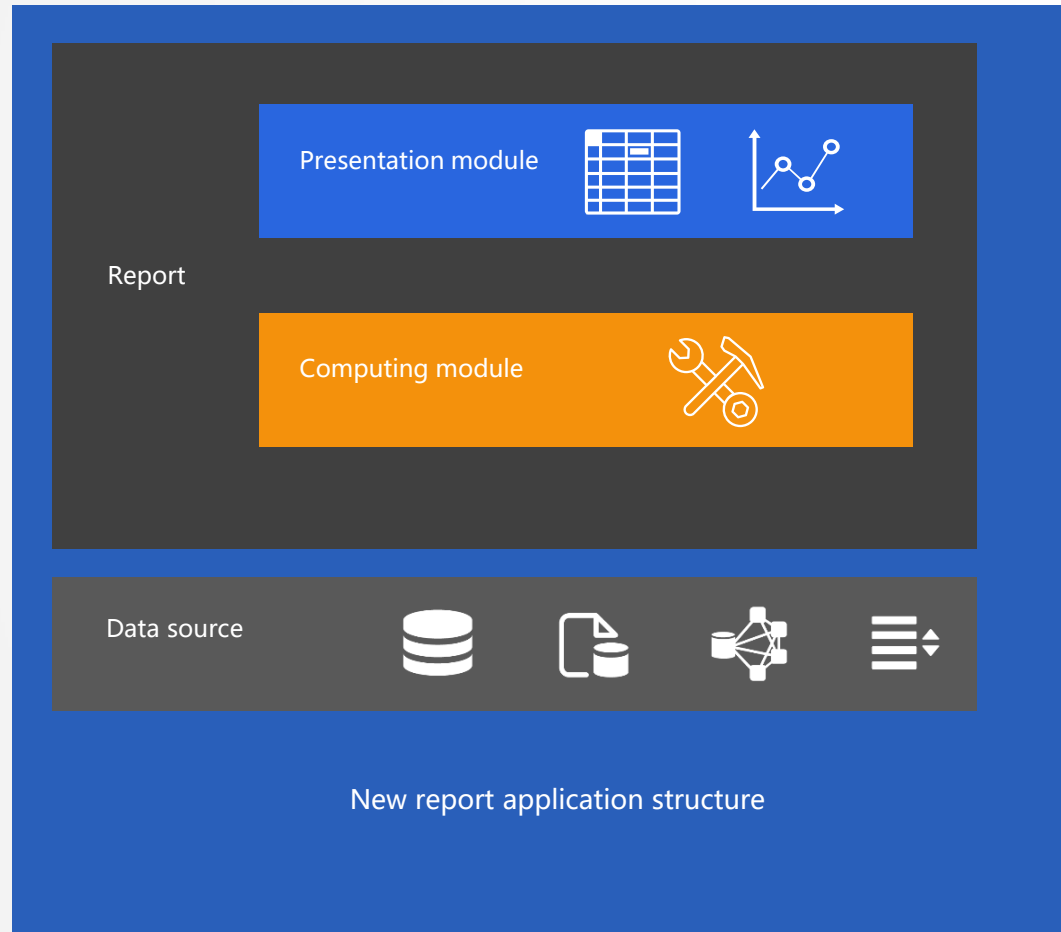 Presentation module
Report
Computing module
Data source
New report application structure